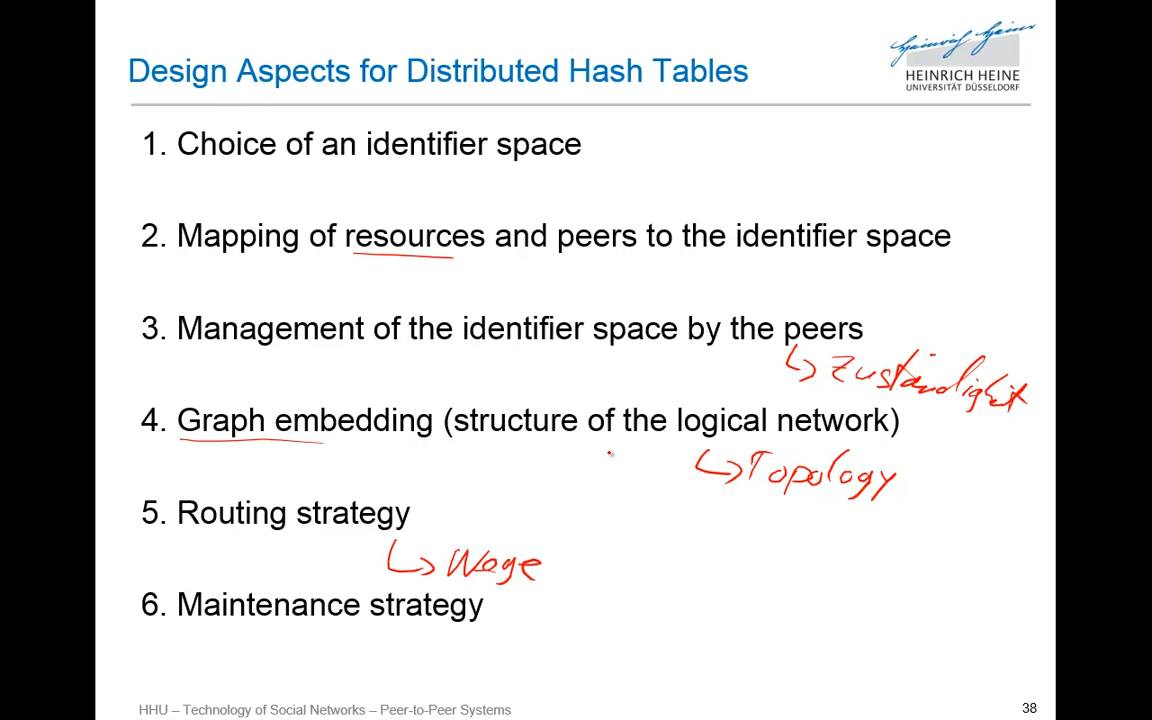 Heinrich Heine
HEINRICH HEINE
UNIVERSITÄT DÜSSELDORF
Design Aspects for Distributed Hash Tables
1. Choice of an identifier space
2. Mapping of resources and peers to the identifier space
3. Management of the identifier space by the peers
↳ Zuständigkeit
4. Graph embedding (structure of the logical network)
↳ Topology
5. Routing strategy
↳ Wege
6. Maintenance strategy
HHU – Technology of Social Networks – Peer-to-Peer Systems
38